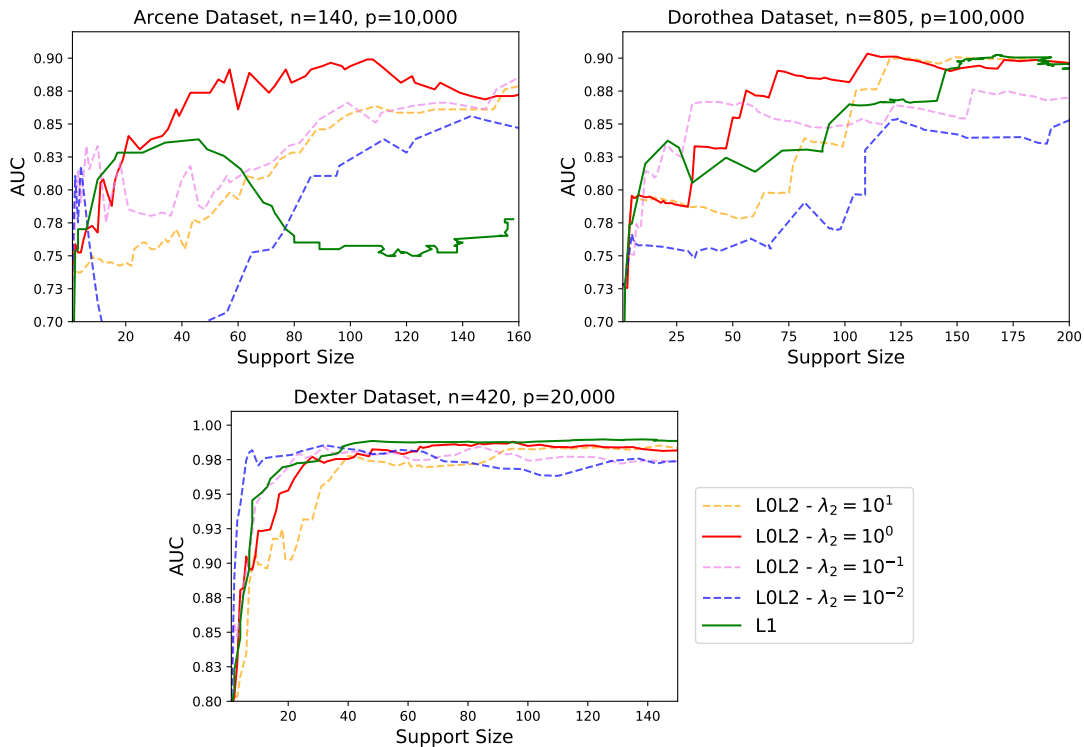 Arcene Dataset, n=140, p=10,000
AUC
0.90
0.88
0.85
0.83
0.80
0.78
0.75
0.73
0.70
20 40 60 80 100 120 140 160
Support Size
Dorothea Dataset, n=805, p=100,000
AUC
0.90
0.88
0.85
0.83
0.80
0.78
0.75
0.73
0.70
25 50 75 100 125 150 175 200
Support Size
Dexter Dataset, n=420, p=20,000
AUC
1.00
0.98
0.95
0.93
0.90
0.88
0.85
0.83
0.80
20 40 60 80 100 120 140
Support Size
L0L2 - λ₂ = 10¹
L0L2 - λ₂ = 10⁰
L0L2 - λ₂ = 10⁻¹
L0L2 - λ₂ = 10⁻²
L1